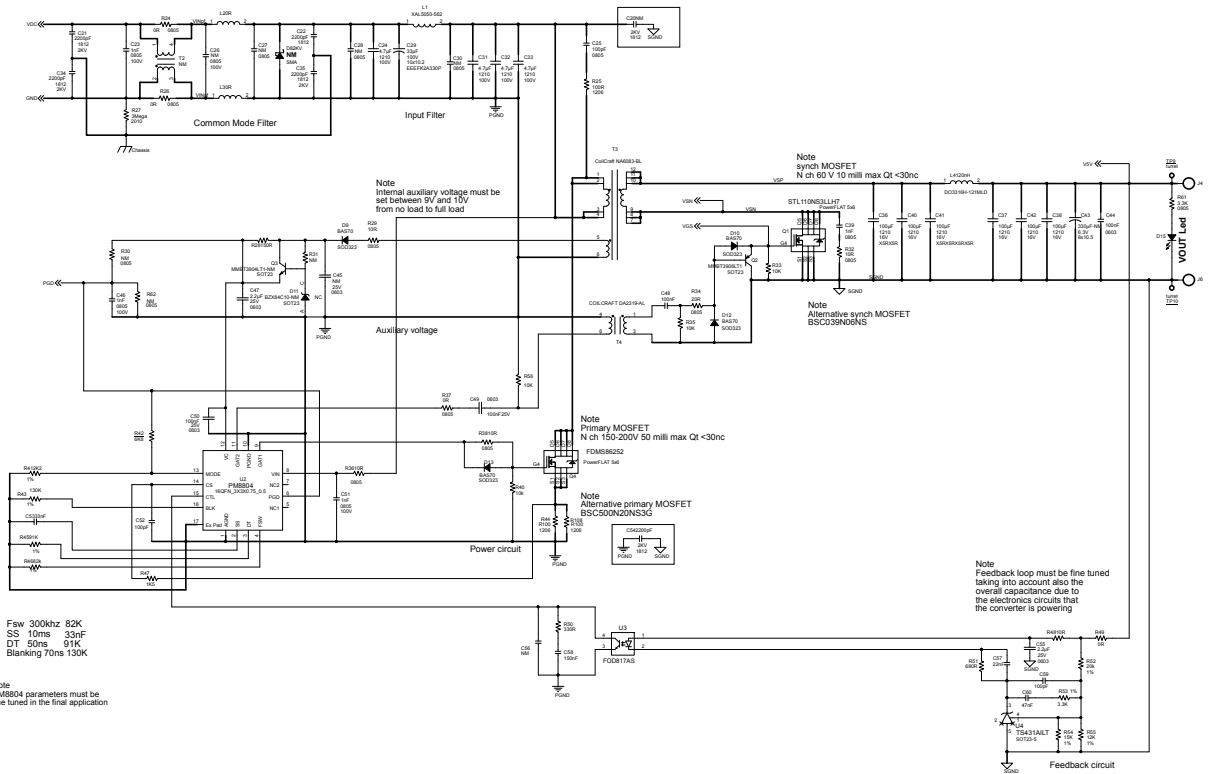 VDC
R24
0R
0805
VINref
L20R
L1
XAL5050-562
C21
2200pF
1812
2KV
C34
2200pF
1812
2KV
C23
1nF
0805
100V
T2
NM
C26
NM
0805
100V
C27
NM
0805
NM
SMA
C22
2200pF
1812
2KV
C35
2200pF
1812
2KV
C28
NM
0805
C24
4.7µF
1210
100V
C29
33µF
100V
10x10.2
EEEFK2A330P
C30
NM
0805
C31
4.7µF
1210
100V
C32
4.7µF
1210
100V
C33
4.7µF
1210
100V
C20NM
2KV
1812
SGND
C25
100pF
0805
R25
100R
1206
GND
R26
0R
0805
L30R
R27
3Mega
2010
Chassis
Common Mode Filter
Input Filter
PGND
T3
CoilCraft NA5883-BL
Note
Internal auxiliary voltage must be
set between 9V and 10V
from no load to full load
Note
synch MOSFET
N ch 60 V 10 milli max Qt <30nc
STL110NS3LLH7
PowerFLAT 5x6
VSP
VSN
VSN
VGS
V5V
TP9
turret
J4
R61
3.3K
0805
D15
VOUT Led
J6
turret
TP10
L4120nH
DO3316H-121MLD
C36
100µF
1210
16V
X5R
C40
100µF
1210
16V
X5R
C41
100µF
1210
16V
C37
100µF
1210
16V
C42
100µF
1210
16V
C38
100µF
1210
16V
C43
330µF-NM
6.3V
8x10.5
C44
100nF
0603
Q1
C39
1nF
0805
R32
10R
0805
R33
10K
SGND
SGND
D10
BAS70
SOD323
Q2
MMBT3906LT1
SOT23
D12
BAS70
SOD323
R34
20R
0805
C48
100nF
R35
10K
COILCRAFT DA2319-AL
T4
Note
Alternative synch MOSFET
BSC039N06NS
D9
BAS70
SOD323
R29
10R
0805
R30
NM
0805
Q3
MMBT3904LT1-NM
SOT23
R31
NM
C45
NM
25V
0603
D11
BZX84C10-NM
SOT23
NC
C47
2.2µF
25V
0603
C46
1nF
0805
100V
R62
NM
0805
PGD
PGND
Auxiliary voltage
R56
10K
R37
0R
0805
C49
0603
100nF25V
R42
C50
100nF
25V
0603
R412K2
1%
R43
130K
1%
C5333nF
R4591K
1%
R4682k
1%
C52
100pF
R47
1K5
U2
PM8804
16QFN_3X3X0.75_0.5
VC
GAT2
PGND
GAT1
MODE
CS
CTL
BLK
Ex Pad
VIN
NC2
PGD
NC1
AGND
SS
DT
FSW
R3610R
0805
C51
1nF
0805
100V
R3810R
0805
D13
BAS70
SOD323
R40
10k
Note
Primary MOSFET
N ch 150-200V 50 milli max Qt <30nc
FDMS86252
PowerFLAT 5x6
Q4
Note
Alternative primary MOSFET
BSC500N20NS3G
R44
R100
1206
1206
Power circuit
PGND
C542200pF
2KV
1812
PGND
SGND
Note
Feedback loop must be fine tuned
taking into account also the
overall capacitance due to
the electronics circuits that
the converter is powering
Fsw 300khz 82K
SS 10ms 33nF
DT 50ns 91K
Blanking 70ns 130K
ote
M8804 parameters must be
ne tuned in the final application
C56
NM
R50
330R
C58
150nF
PGND
U3
FOD817AS
R4810R
R49
0R
C55
2.2µF
25V
0603
SGND
R51
680R
C57
22nF
R52
20k
1%
C59
100pF
C60
47nF
R53 1%
3.3K
U4
TS431AILT
SOT23-5
R54
15K
1%
R55
12K
1%
SGND
Feedback circuit